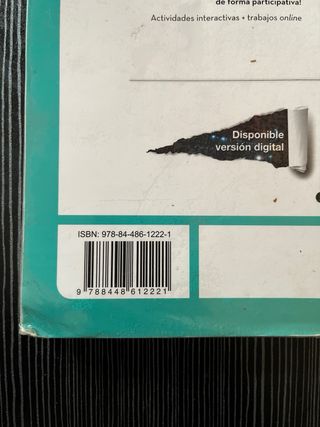 de forma participativa!
Actividades interactivas + trabajos online
Disponible
versión digital
ISBN: 978-84-486-1222-1
9 788448 612221